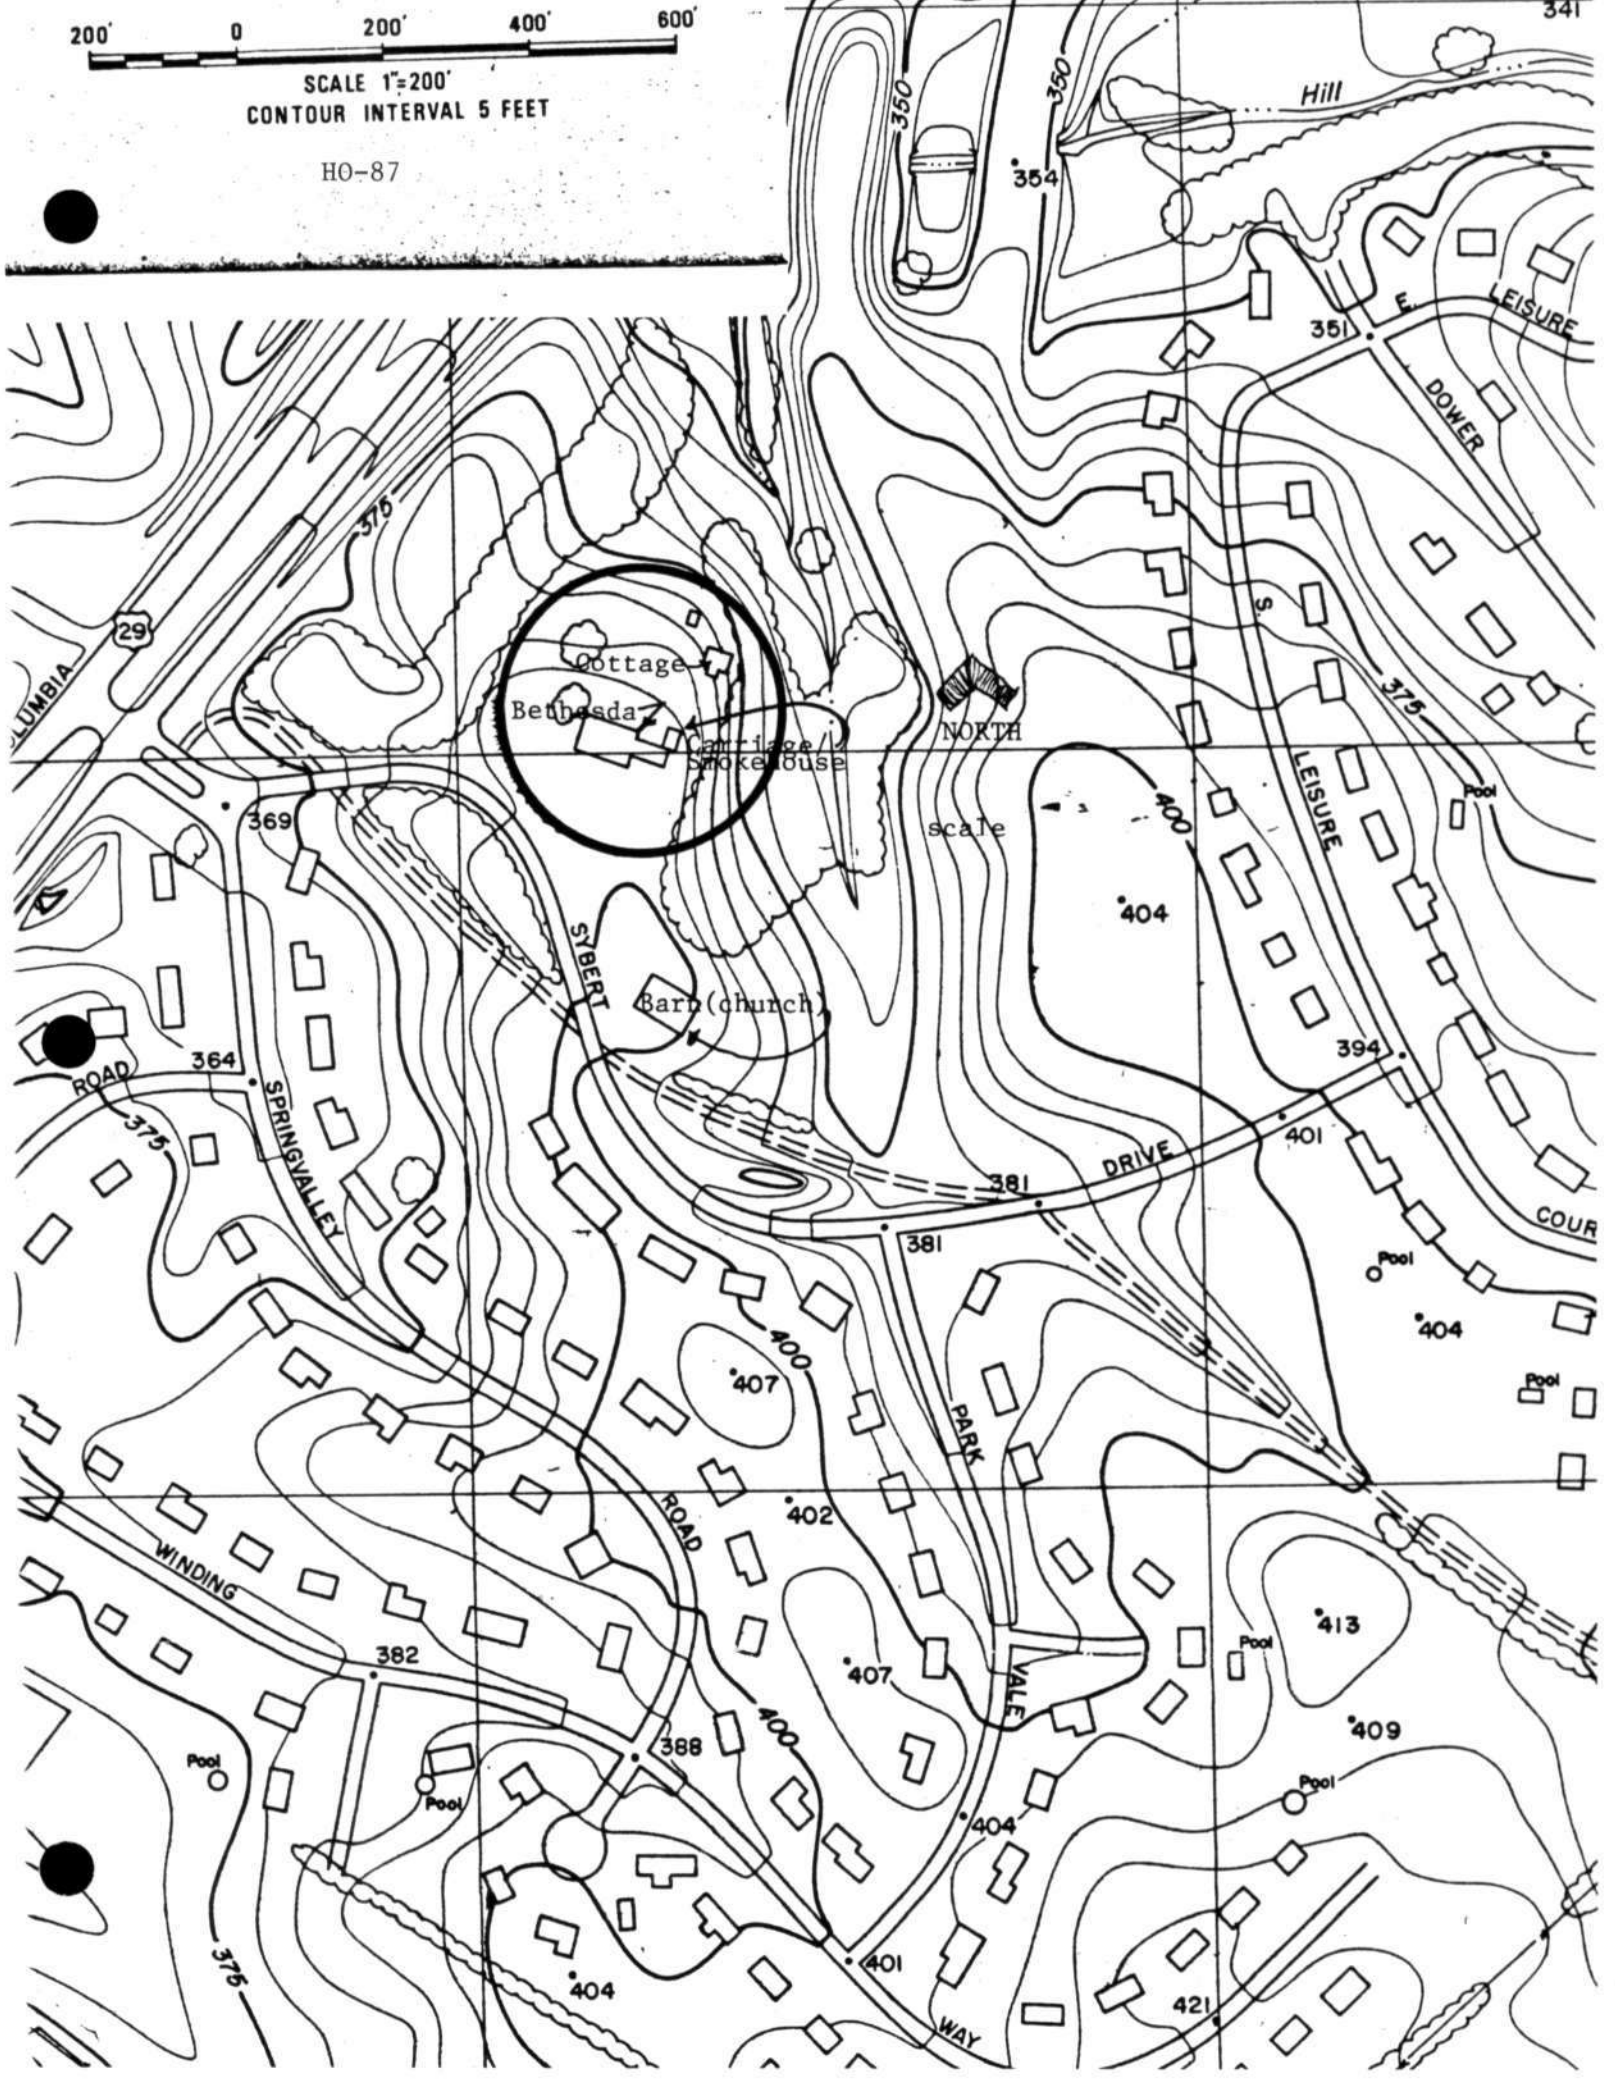 200' 0 200' 400' 600'
SCALE 1"=200'
CONTOUR INTERVAL 5 FEET
HO-87
341
350
350
Hill
354
E. LEISURE
351
DOWER
375
29
LUMBIA
S. LEISURE
COUR
375
Cottage
Bethesda
Carriage/
Smokehouse
NORTH
scale
Pool
400
369
404
SYBERT
Barn(church)
394
364
ROAD
375
SPRINGVALLEY
401
DRIVE
381
381
Pool
404
400
407
Pool
PARK
402
ROAD
WINDING
413
Pool
382
407
VALE
409
400
388
Pool
Pool
Pool
404
401
375
404
421
WAY